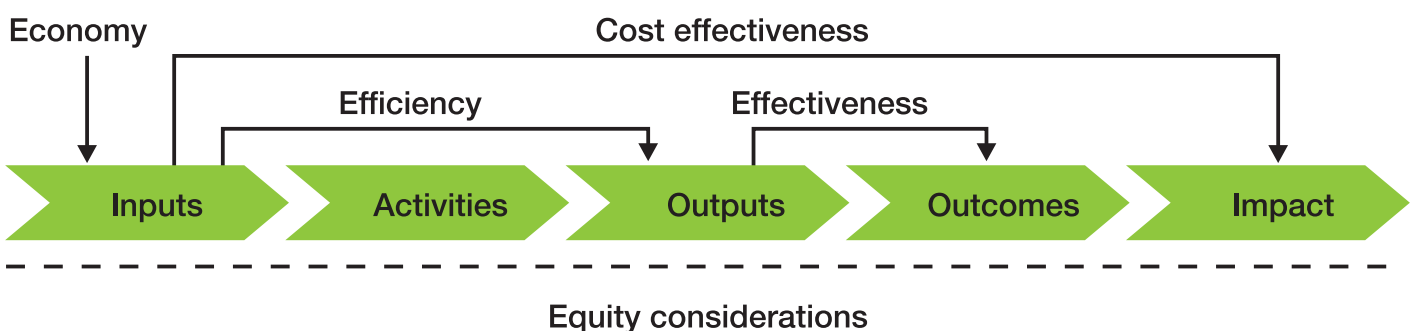 Economy
Cost effectiveness
Efficiency
Effectiveness
Inputs
Activities
Outputs
Outcomes
Impact
Equity considerations